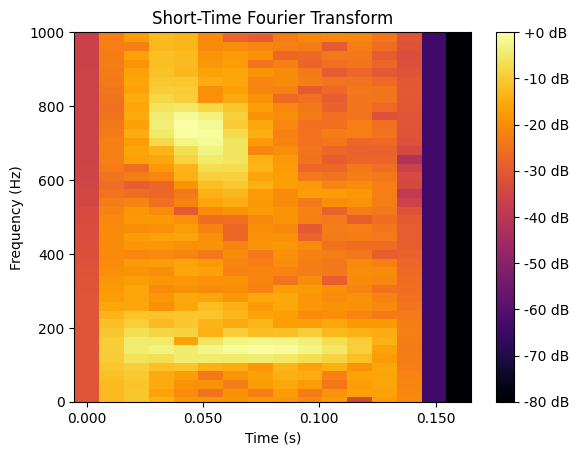 Short-Time Fourier Transform
Frequency (Hz)
1000
800
600
400
200
0
0.000
0.050
0.100
0.150
Time (s)
+0 dB
-10 dB
-20 dB
-30 dB
-40 dB
-50 dB
-60 dB
-70 dB
-80 dB